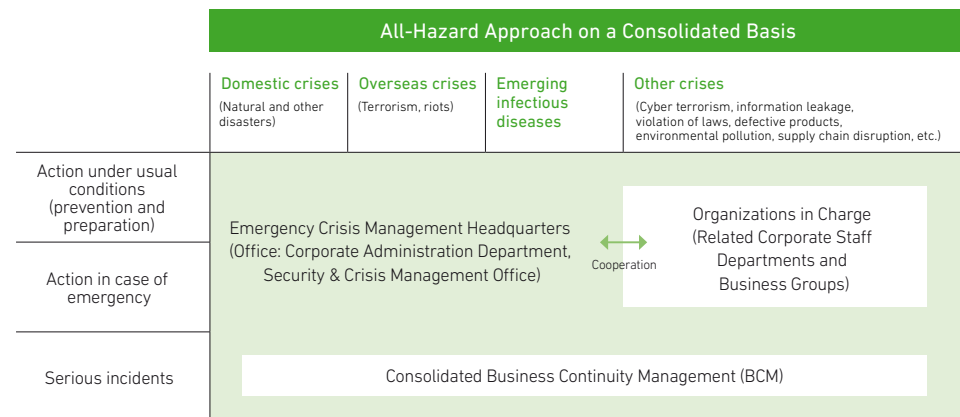 All-Hazard Approach on a Consolidated Basis
Domestic crises
(Natural and other
disasters)
Overseas crises
(Terrorism, riots)
Emerging
infectious
diseases
Other crises
(Cyber terrorism, information leakage,
violation of laws, defective products,
environmental pollution, supply chain disruption, etc.)
Action under usual
conditions
(prevention and
preparation)
Action in case of
emergency
Serious incidents
Emergency Crisis Management Headquarters
(Office: Corporate Administration Department,
Security & Crisis Management Office)
Cooperation
Organizations in Charge
(Related Corporate Staff
Departments and
Business Groups)
Consolidated Business Continuity Management (BCM)